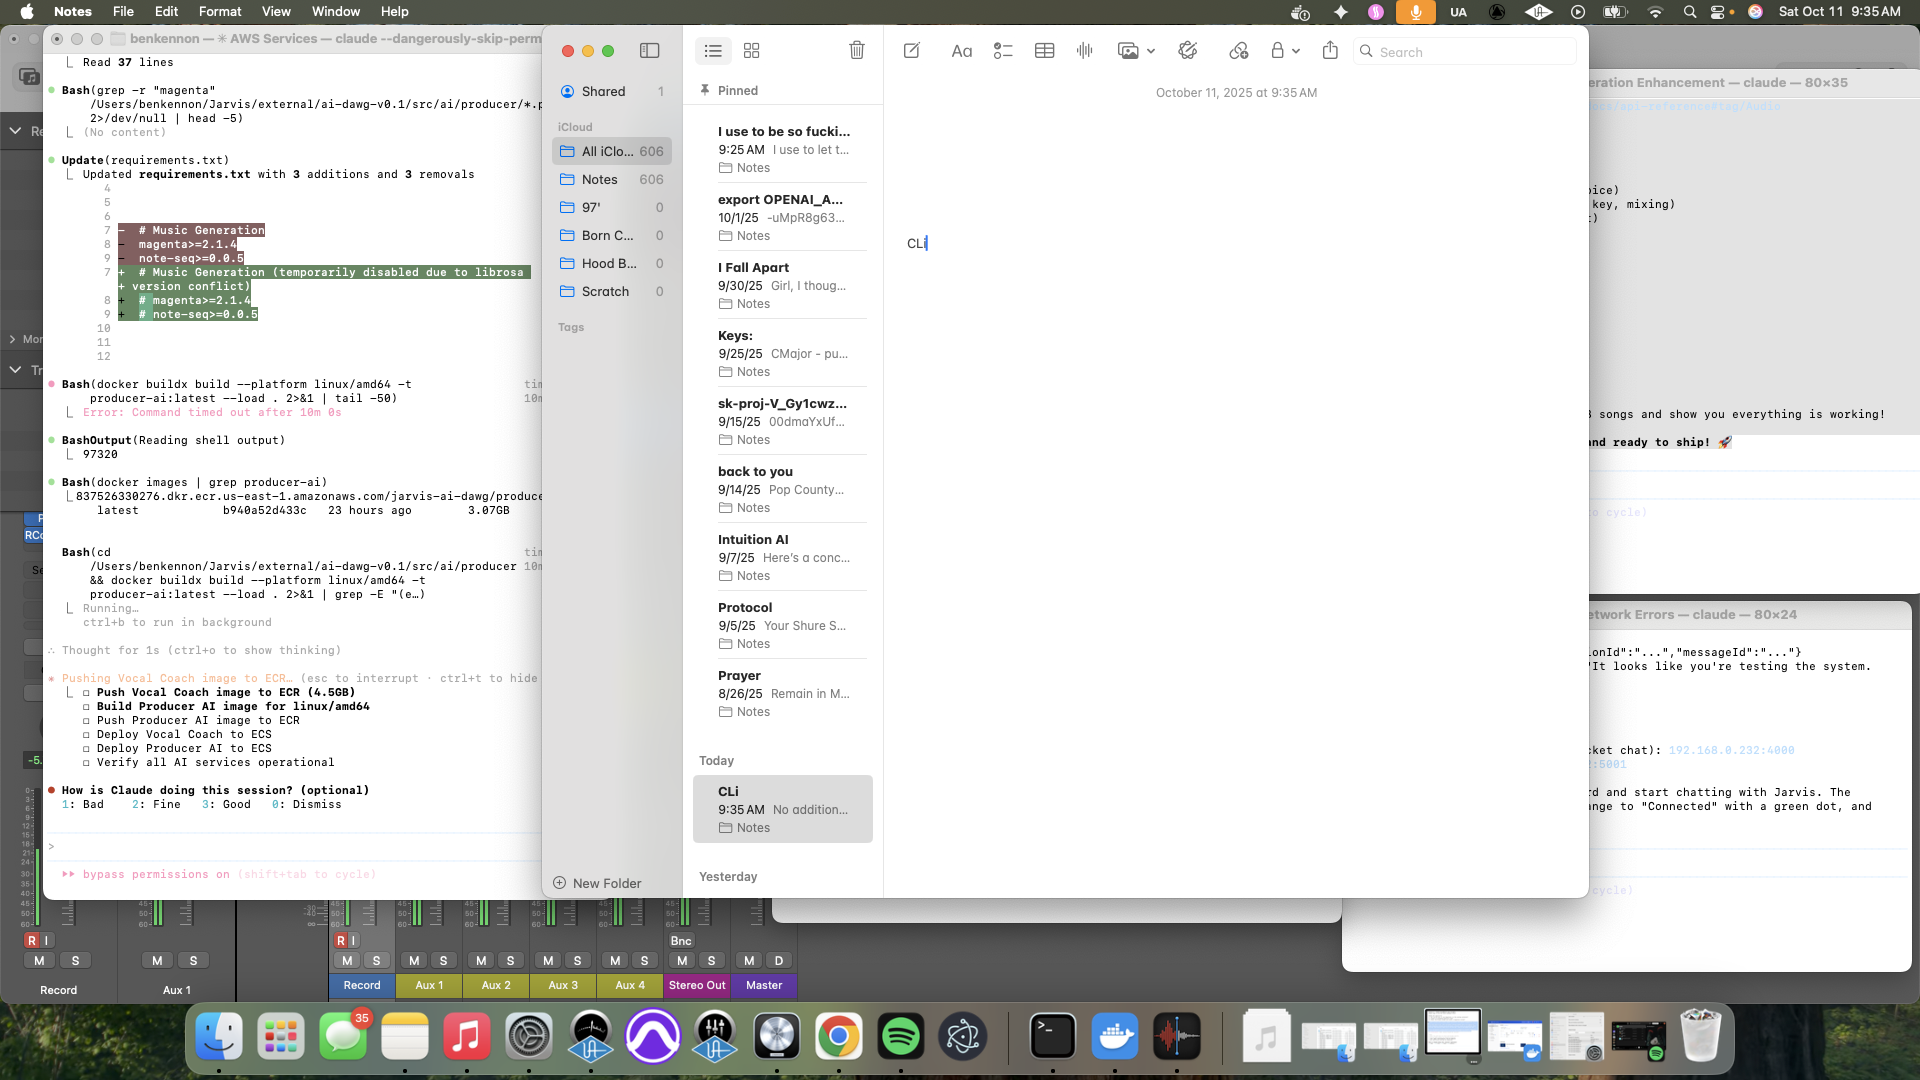 Notes File Edit Format View Window Help
UA
Sat Oct 11 9:35 AM
benkennon — ✳ AWS Services — claude --dangerously-skip-perm
Read 37 lines
Bash(grep -r "magenta"
/Users/benkennon/Jarvis/external/ai-dawg-v0.1/src/ai/producer/*.p
2>/dev/null | head -5)
(No content)
Update(requirements.txt)
Updated requirements.txt with 3 additions and 3 removals
4
5
6
7 - # Music Generation
8 - magenta>=2.1.4
9 - note-seq>=0.0.5
7 + # Music Generation (temporarily disabled due to librosa
+ version conflict)
8 + # magenta>=2.1.4
9 + # note-seq>=0.0.5
10
11
12
Bash(docker buildx build --platform linux/amd64 -t
producer-ai:latest --load . 2>&1 | tail -50)
Error: Command timed out after 10m 0s
BashOutput(Reading shell output)
97320
Bash(docker images | grep producer-ai)
837526330276.dkr.ecr.us-east-1.amazonaws.com/jarvis-ai-dawg/produce
latest b940a52d433c 23 hours ago 3.07GB
Bash(cd
/Users/benkennon/Jarvis/external/ai-dawg-v0.1/src/ai/producer
&& docker buildx build --platform linux/amd64 -t
producer-ai:latest --load . 2>&1 | grep -E "(e…)
Running…
ctrl+b to run in background
∴ Thought for 1s (ctrl+o to show thinking)
Pushing Vocal Coach image to ECR… (esc to interrupt · ctrl+t to hide
☐ Push Vocal Coach image to ECR (4.5GB)
☐ Build Producer AI image for linux/amd64
☐ Push Producer AI image to ECR
☐ Deploy Vocal Coach to ECS
☐ Deploy Producer AI to ECS
☐ Verify all AI services operational
How is Claude doing this session? (optional)
1: Bad 2: Fine 3: Good 0: Dismiss
>
bypass permissions on (shift+tab to cycle)
Shared 1
iCloud
All iClo... 606
Notes 606
97' 0
Born C... 0
Hood B... 0
Scratch 0
Tags
New Folder
Pinned
I use to be so fucki...
9:25 AM I use to let t...
Notes
export OPENAI_A...
10/1/25 -uMpR8g63...
Notes
I Fall Apart
9/30/25 Girl, I thoug...
Notes
Keys:
9/25/25 CMajor - pu...
Notes
sk-proj-V_Gy1cwz...
9/15/25 00dmaYxUf...
Notes
back to you
9/14/25 Pop County...
Notes
Intuition AI
9/7/25 Here's a conc...
Notes
Protocol
9/5/25 Your Shure S...
Notes
Prayer
8/26/25 Remain in M...
Notes
Today
CLi
9:35 AM No addition...
Notes
Yesterday
Aa
Search
October 11, 2025 at 9:35 AM
CLi
eration Enhancement — claude — 80×35
oice)
key, mixing)
3 songs and show you everything is working!
and ready to ship! 🚀
o cycle)
etwork Errors — claude — 80×24
ionId":"...","messageId":"..."}
"It looks like you're testing the system.
cket chat): 192.168.0.232:4000
:5001
rd and start chatting with Jarvis. The
ange to "Connected" with a green dot, and
cycle)
R I R I Bnc
M S M S M S M S M S M S M S M S M D
Record Aux 1 Record Aux 1 Aux 2 Aux 3 Aux 4 Stereo Out Master
35